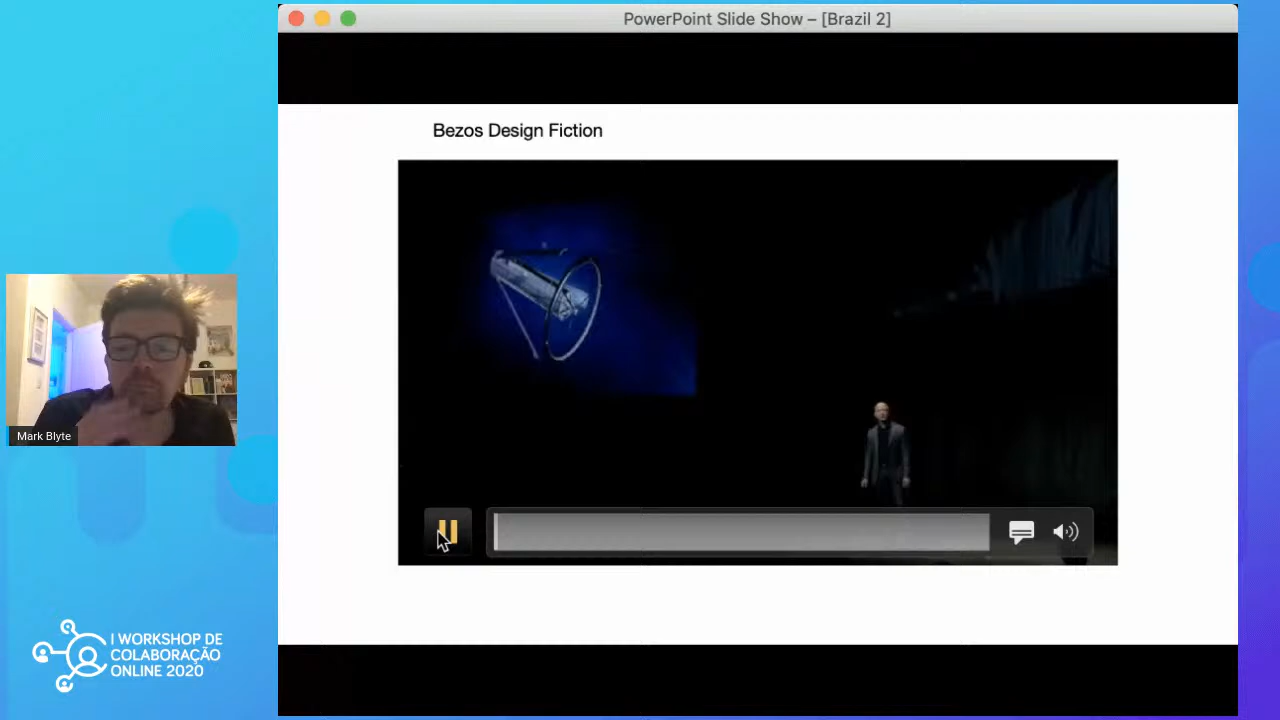 PowerPoint Slide Show – [Brazil 2]
Bezos Design Fiction
Mark Blyte
I WORKSHOP DE
COLABORAÇÃO
ONLINE 2020